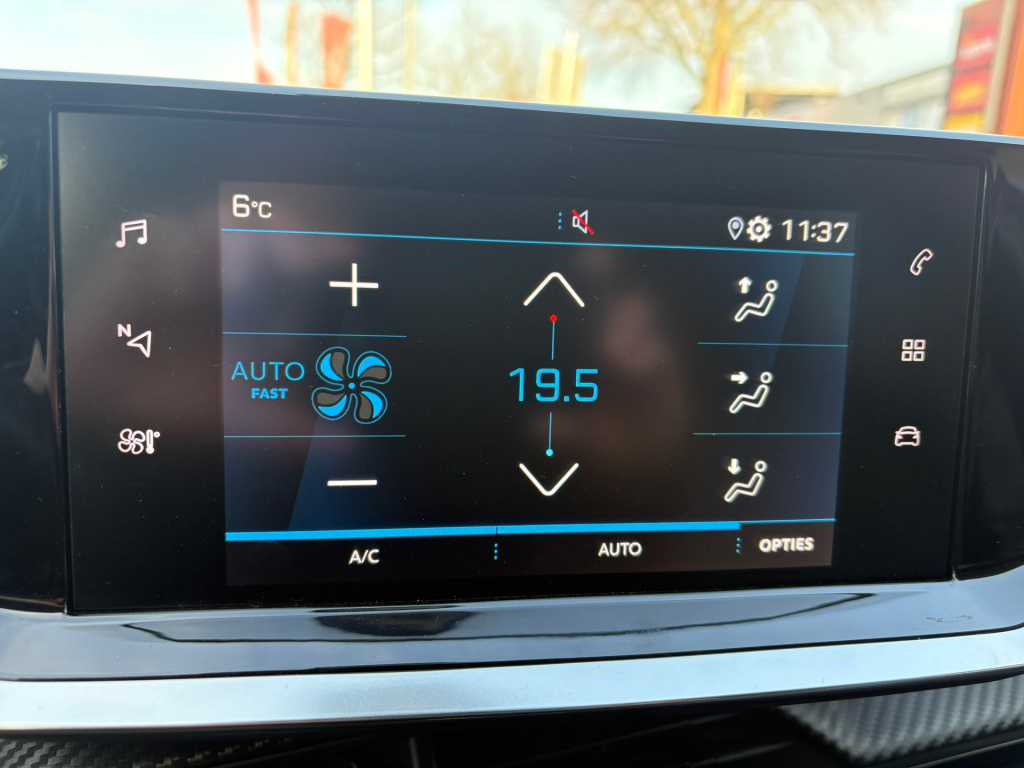 6°C
11:37
N
AUTO
FAST
19.5
A/C
AUTO
OPTIES